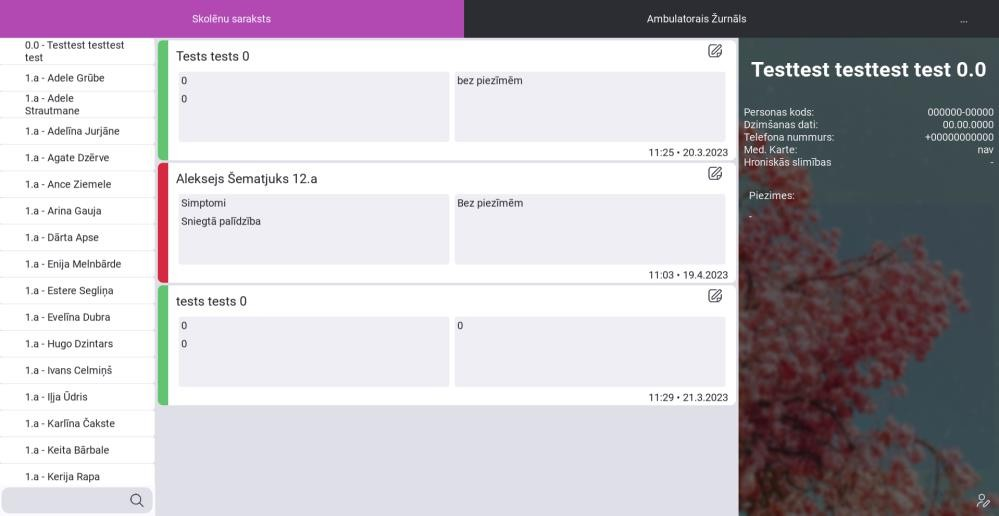 Skolēnu saraksts
Ambulatorais Žurnāls
...
0.0 - Testtest testtest
test
1.a - Adele Grūbe
1.a - Adele
Strautmane
1.a - Adelīna Jurjāne
1.a - Agate Dzērve
1.a - Ance Ziemele
1.a - Arina Gauja
1.a - Dārta Apse
1.a - Enija Melnbārde
1.a - Estere Segliņa
1.a - Evelīna Dubra
1.a - Hugo Dzintars
1.a - Ivans Celmiņš
1.a - Iļja Ūdris
1.a - Karlīna Čakste
1.a - Keita Bārbale
1.a - Kerija Rapa
Tests tests 0
0
0
bez piezīmēm
11:25 • 20.3.2023
Aleksejs Šematjuks 12.a
Simptomi
Sniegtā palīdzība
Bez piezīmēm
11:03 • 19.4.2023
tests tests 0
0
0
0
11:29 • 21.3.2023
Testtest testtest test 0.0
Personas kods: 000000-00000
Dzimšanas dati: 00.00.0000
Telefona nummurs: +00000000000
Med. Karte: nav
Hroniskās slimības -
Piezimes:
-